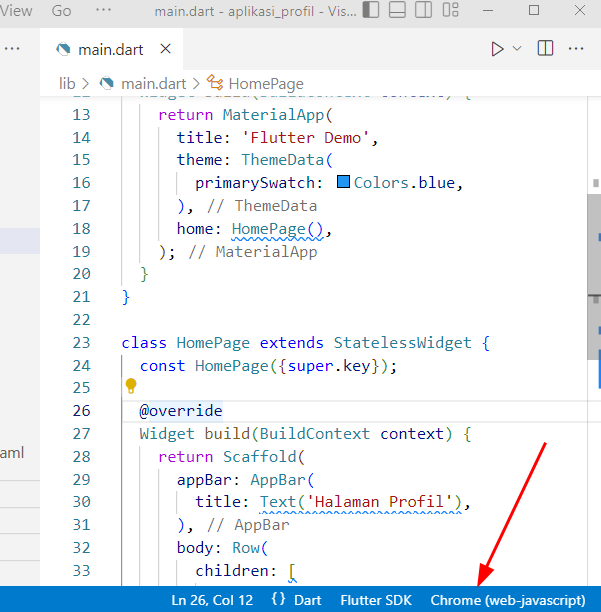 View Go ··· main.dart - aplikasi_profil - Vis...
··· main.dart
lib > main.dart > HomePage
12 Widget build(BuildContext context) {
13 return MaterialApp(
14 title: 'Flutter Demo',
15 theme: ThemeData(
16 primarySwatch: Colors.blue,
17 ), // ThemeData
18 home: HomePage(),
19 ); // MaterialApp
20 }
21 }
22
23 class HomePage extends StatelessWidget {
24 const HomePage({super.key});
25
26 @override
27 Widget build(BuildContext context) {
28 return Scaffold(
29 appBar: AppBar(
30 title: Text('Halaman Profil'),
31 ), // AppBar
32 body: Row(
33 children: [
aml
Ln 26, Col 12 {} Dart Flutter SDK Chrome (web-javascript)